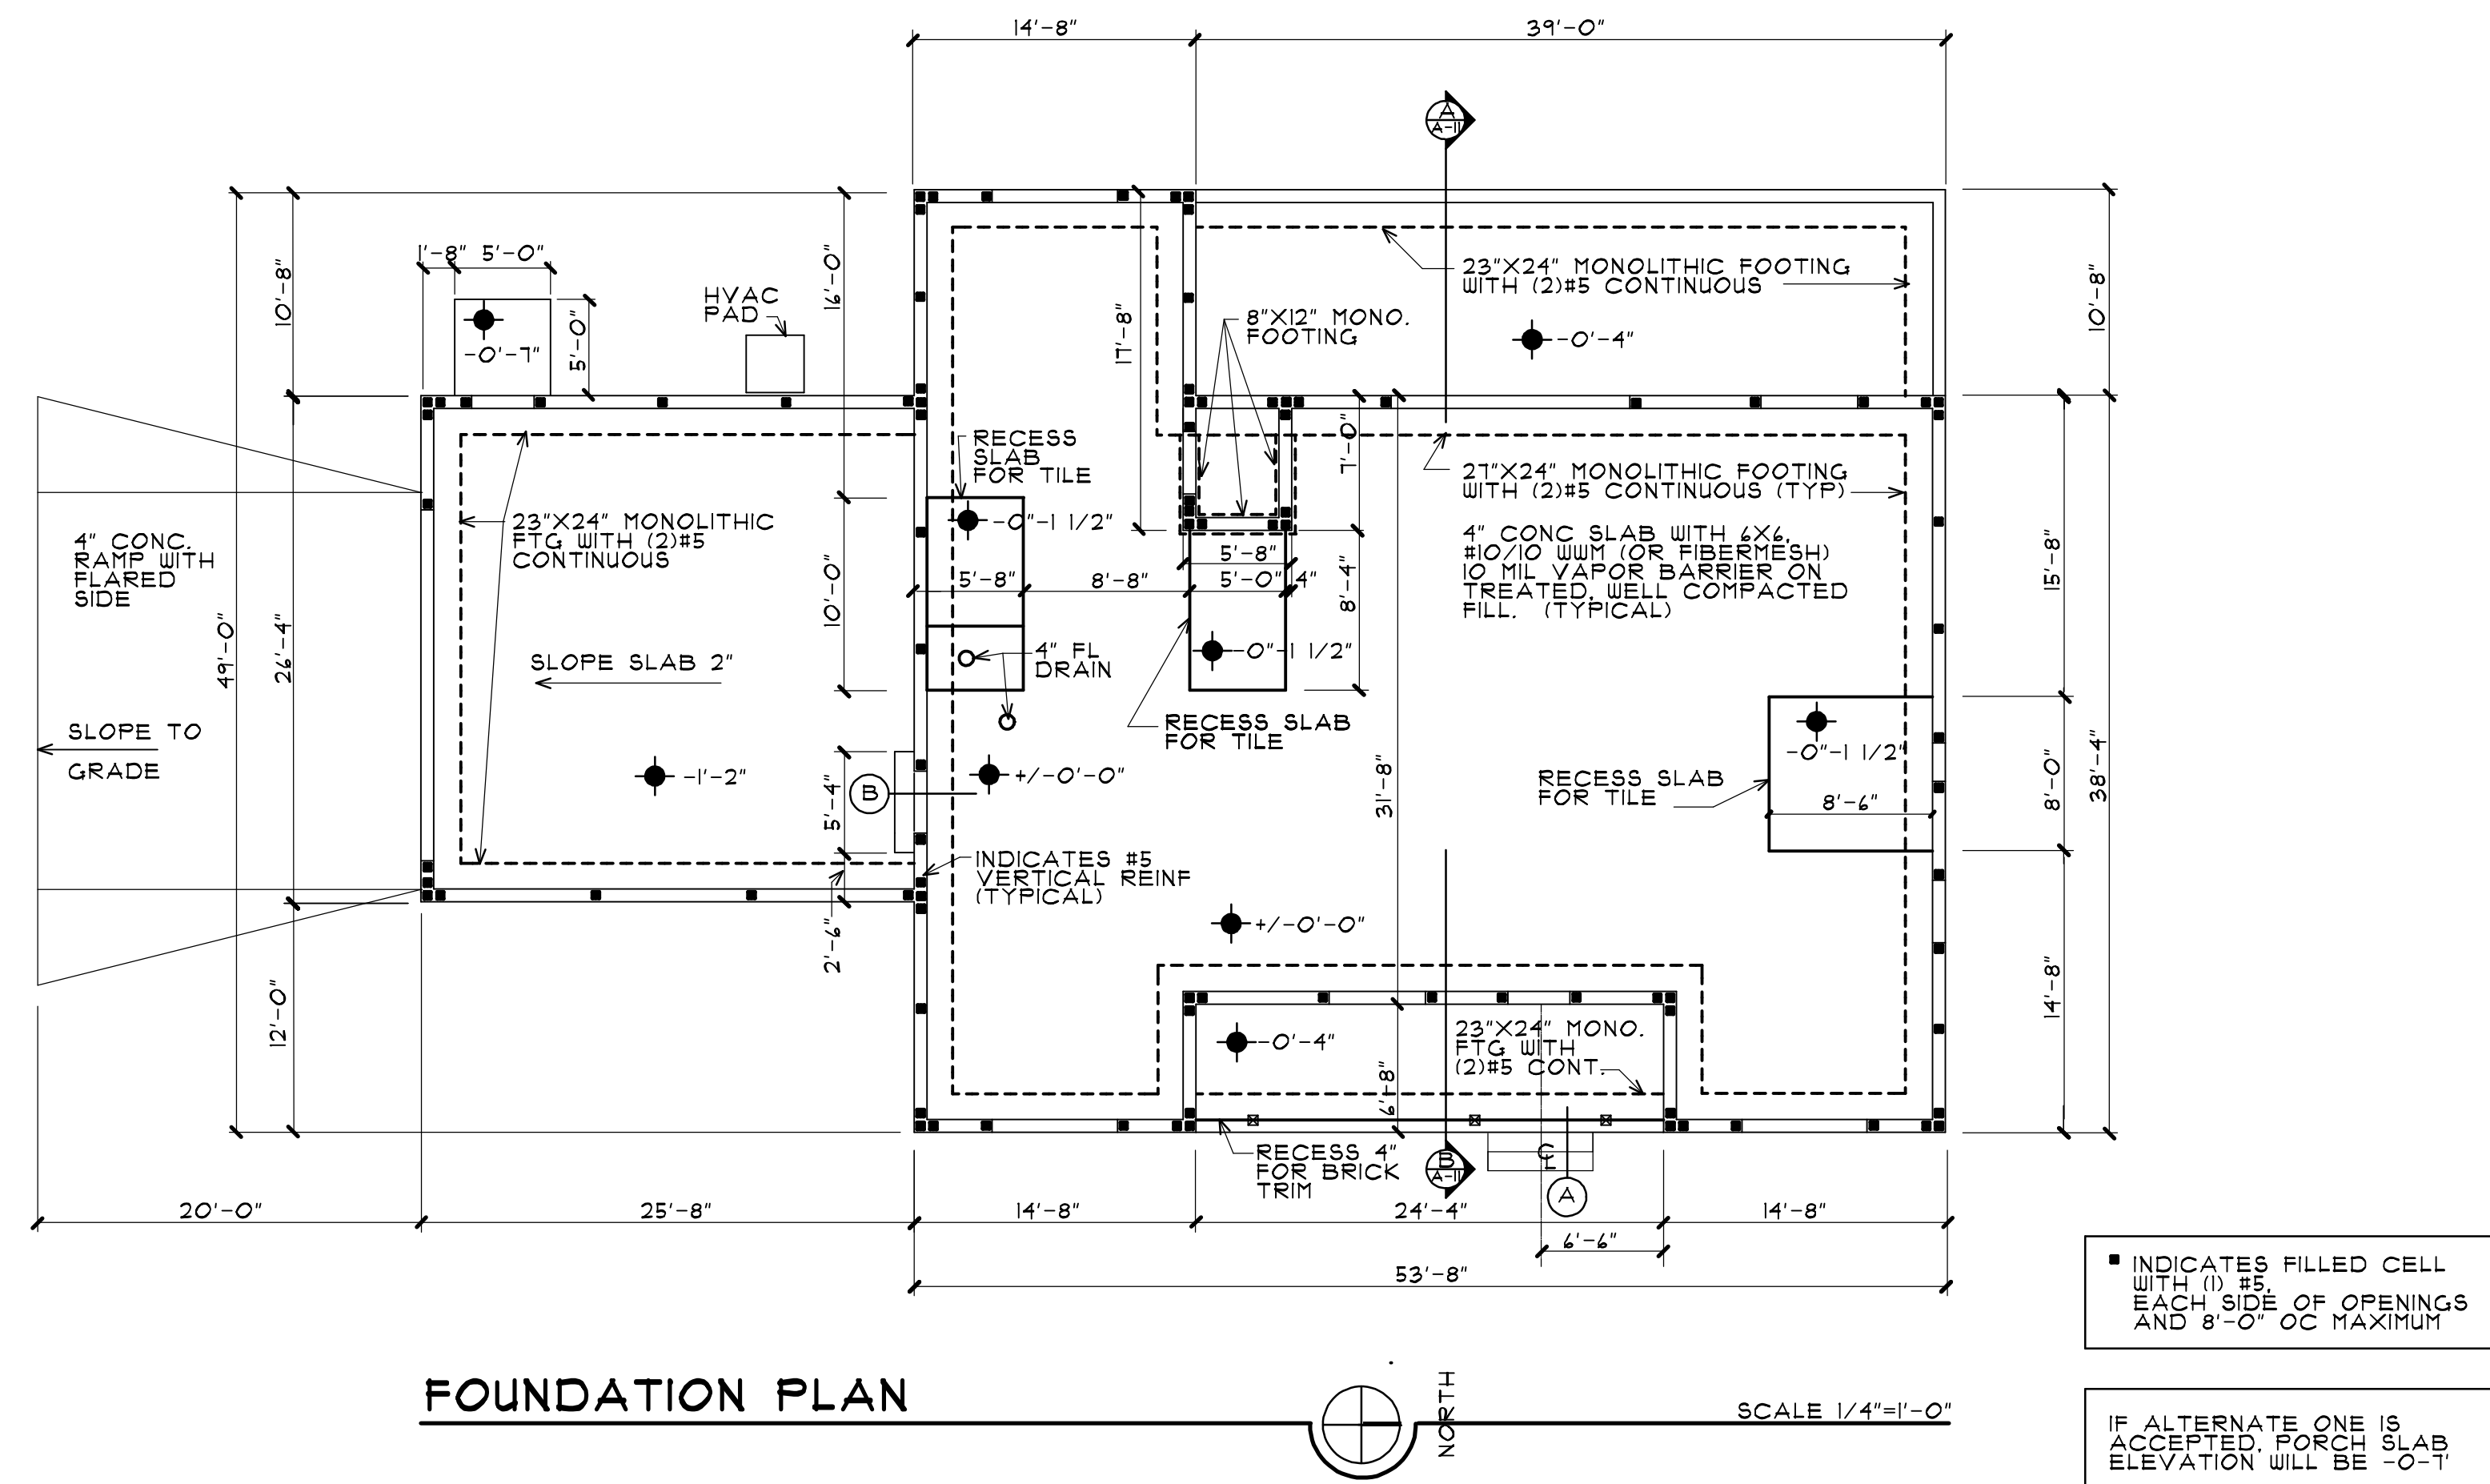 14'-8"
39'-0"
A
A-11
10'-8"
16'-0"
1'-8" 5'-0"
5'-0"
-0'-7"
HVAC
PAD
17'-8"
8"X12" MONO.
FOOTING
23"X24" MONOLITHIC FOOTING
WITH (2)#5 CONTINUOUS
-0'-4"
10'-8"
RECESS
SLAB
FOR TILE
7'-0"
27"X24" MONOLITHIC FOOTING
WITH (2)#5 CONTINUOUS (TYP)
4" CONC SLAB WITH 6X6,
#10/10 WWM (OR FIBERMESH)
10 MIL VAPOR BARRIER ON
TREATED, WELL COMPACTED
FILL. (TYPICAL)
23"X24" MONOLITHIC
FTG WITH (2)#5
CONTINUOUS
-0"-1 1/2"
4" CONC.
RAMP WITH
FLARED
SIDE
49'-0"
26'-4"
10'-0"
5'-8"
5'-8"
8'-8"
5'-0"
4"
8'-4"
15'-8"
SLOPE SLAB 2"
4" FL
DRAIN
-0"-1 1/2"
RECESS SLAB
FOR TILE
SLOPE TO
GRADE
-1'-2"
5'-4"
B
+/-0'-0"
31'-8"
-0"-1 1/2"
RECESS SLAB
FOR TILE
8'-6"
8'-0"
38'-4"
INDICATES #5
VERTICAL REINF
(TYPICAL)
2'-6"
+/-0'-0"
12'-0"
14'-8"
-0'-4"
23"X24" MONO.
FTG WITH
(2)#5 CONT.
6'-8"
RECESS 4"
FOR BRICK
TRIM
B
A-11
CL
A
20'-0"
25'-8"
14'-8"
24'-4"
14'-8"
6'-6"
53'-8"
INDICATES FILLED CELL
WITH (1) #5,
EACH SIDE OF OPENINGS
AND 8'-0" OC MAXIMUM
FOUNDATION PLAN
NORTH
SCALE 1/4"=1'-0"
IF ALTERNATE ONE IS
ACCEPTED, PORCH SLAB
ELEVATION WILL BE -0-7'